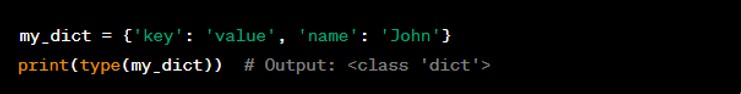 my_dict = {'key': 'value', 'name': 'John'}
print(type(my_dict))  # Output: <class 'dict'>